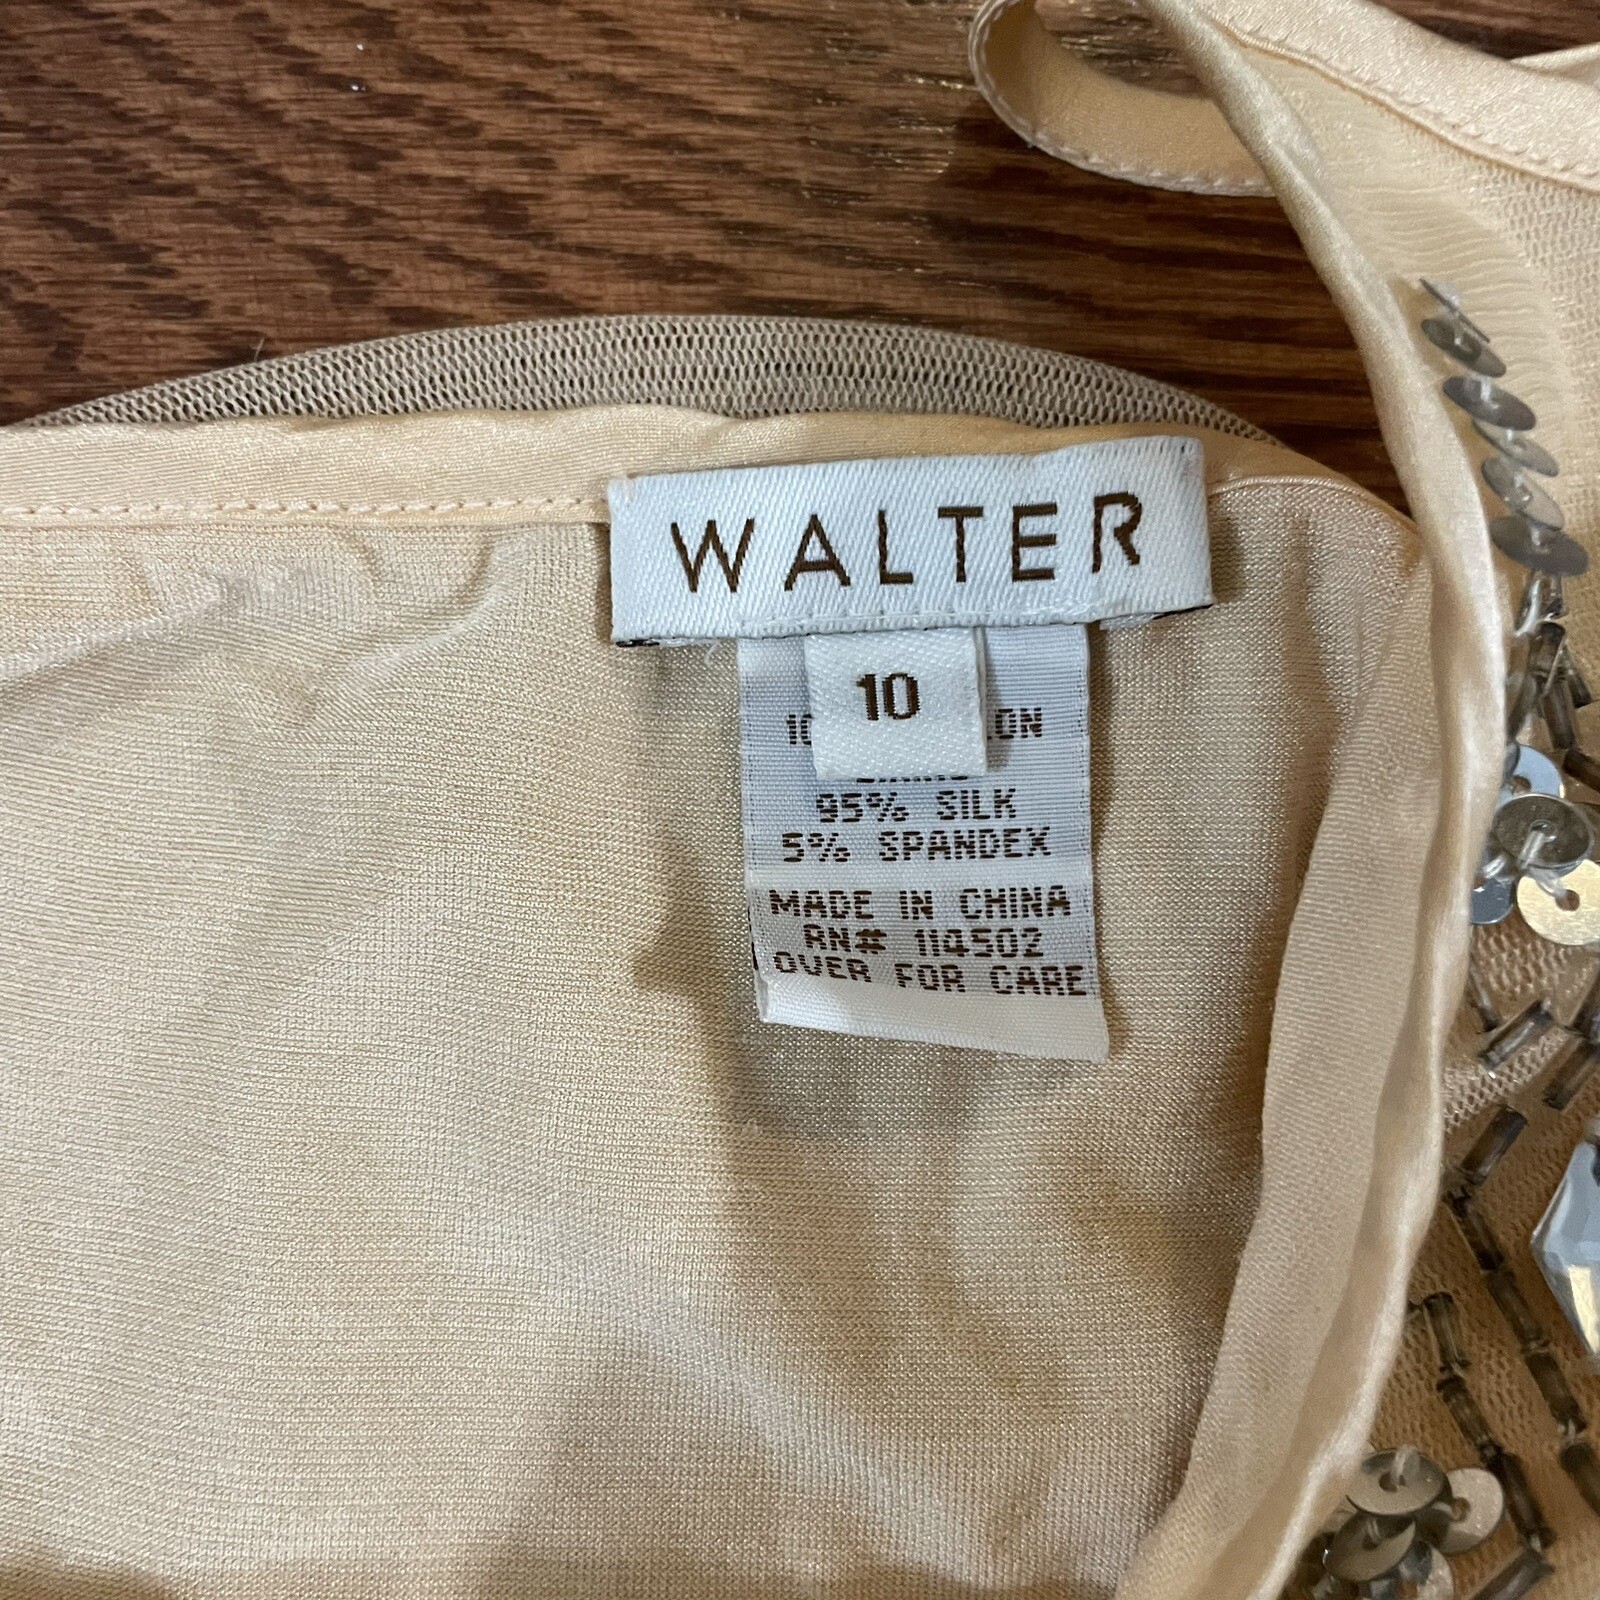 WALTER
10
95% SILK
5% SPANDEX
MADE IN CHINA
RN# 114502
OVER FOR CARE